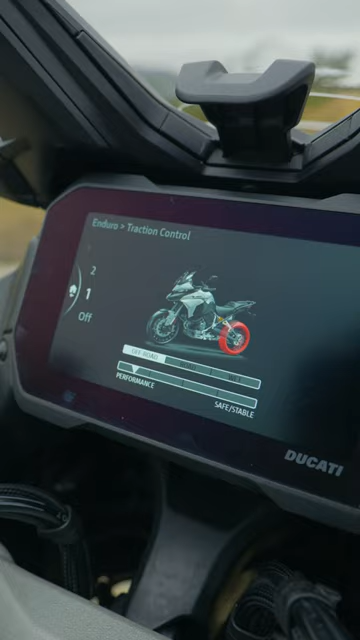 Enduro > Traction Control
2
1
Off
OFF-ROAD
PERFORMANCE
SAFE/STABLE
DUCATI